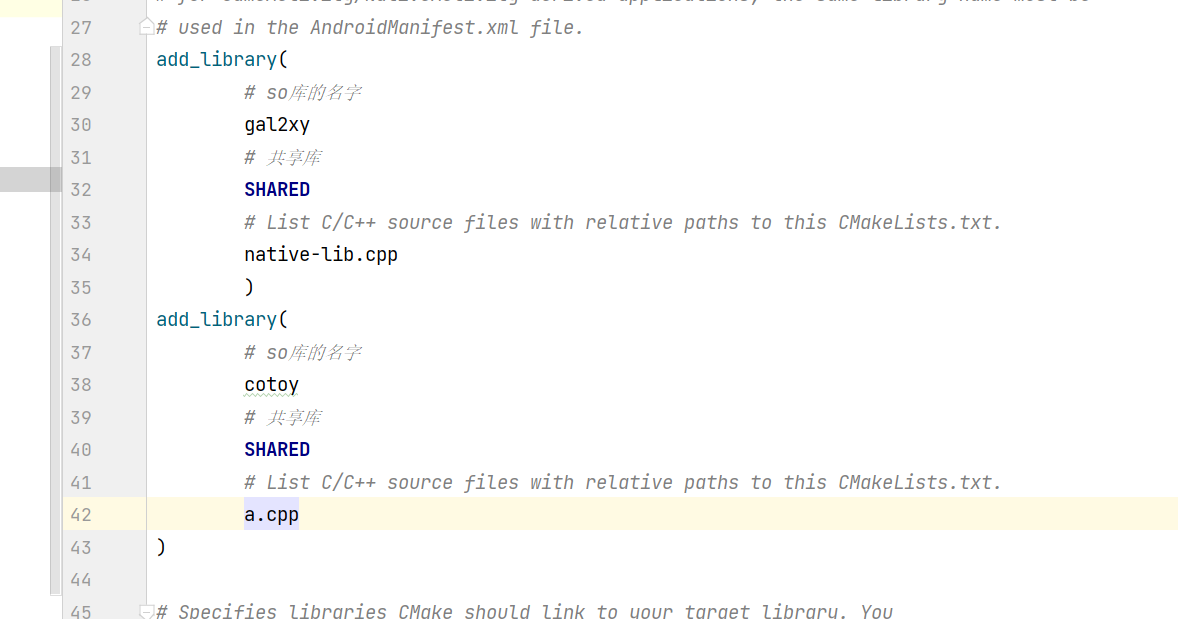 27 # used in the AndroidManifest.xml file.
28 add_library(
29 # so库的名字
30 gal2xy
31 # 共享库
32 SHARED
33 # List C/C++ source files with relative paths to this CMakeLists.txt.
34 native-lib.cpp
35 )
36 add_library(
37 # so库的名字
38 cotoy
39 # 共享库
40 SHARED
41 # List C/C++ source files with relative paths to this CMakeLists.txt.
42 a.cpp
43 )
44
45 # Specifies libraries CMake should link to your target library. You